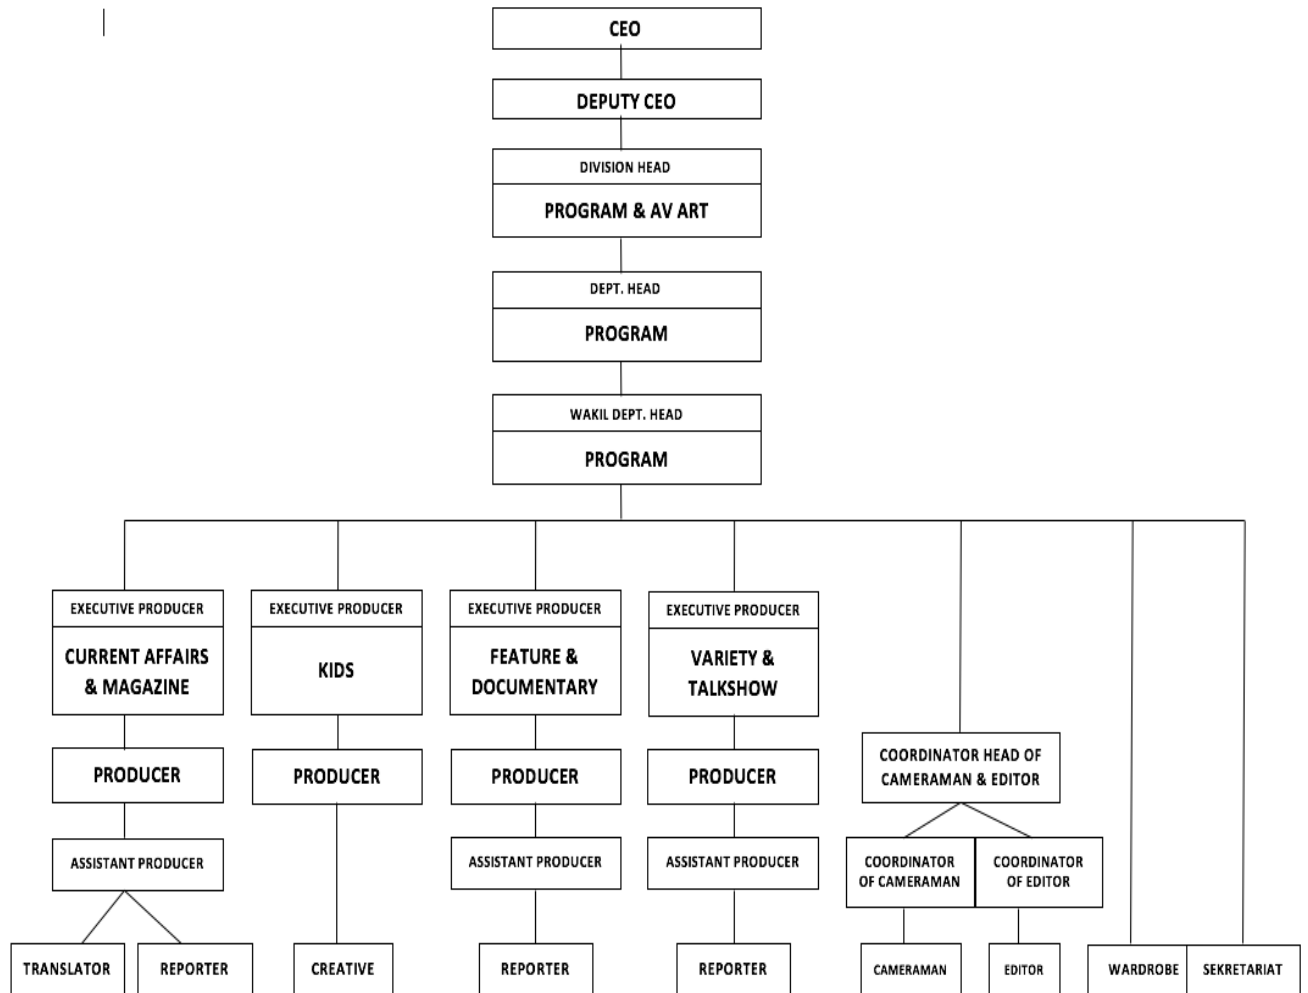 CEO
DEPUTY CEO
DIVISION HEAD
PROGRAM & AV ART
DEPT. HEAD
PROGRAM
WAKIL DEPT. HEAD
PROGRAM
EXECUTIVE PRODUCER
CURRENT AFFAIRS
& MAGAZINE
PRODUCER
ASSISTANT PRODUCER
TRANSLATOR
REPORTER
EXECUTIVE PRODUCER
KIDS
PRODUCER
CREATIVE
EXECUTIVE PRODUCER
FEATURE &
DOCUMENTARY
PRODUCER
ASSISTANT PRODUCER
REPORTER
EXECUTIVE PRODUCER
VARIETY &
TALKSHOW
PRODUCER
ASSISTANT PRODUCER
REPORTER
COORDINATOR HEAD OF
CAMERAMAN & EDITOR
COORDINATOR
OF CAMERAMAN
CAMERAMAN
COORDINATOR
OF EDITOR
EDITOR
WARDROBE
SEKRETARIAT